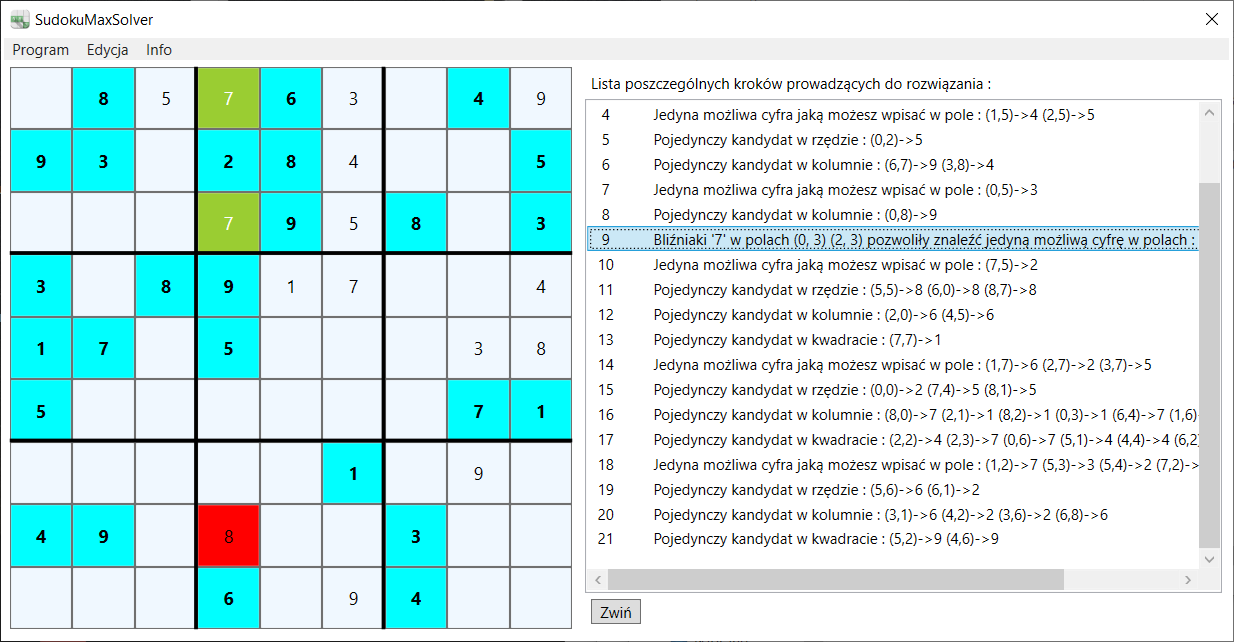 SudokuMaxSolver
Program Edycja Info
8 5 7 6 3 4 9
9 3 2 8 4 5
7 9 5 8 3
3 8 9 1 7 4
1 7 5 3 8
5 7 1
1 9
4 9 8 3
6 9 4
Lista poszczególnych kroków prowadzących do rozwiązania :
4 Jedyna możliwa cyfra jaką możesz wpisać w pole : (1,5)->4 (2,5)->5
5 Pojedynczy kandydat w rzędzie : (0,2)->5
6 Pojedynczy kandydat w kolumnie : (6,7)->9 (3,8)->4
7 Jedyna możliwa cyfra jaką możesz wpisać w pole : (0,5)->3
8 Pojedynczy kandydat w kolumnie : (0,8)->9
9 Bliźniaki '7' w polach (0, 3) (2, 3) pozwoliły znaleźć jedyną możliwą cyfrę w polach :
10 Jedyna możliwa cyfra jaką możesz wpisać w pole : (7,5)->2
11 Pojedynczy kandydat w rzędzie : (5,5)->8 (6,0)->8 (8,7)->8
12 Pojedynczy kandydat w kolumnie : (2,0)->6 (4,5)->6
13 Pojedynczy kandydat w kwadracie : (7,7)->1
14 Jedyna możliwa cyfra jaką możesz wpisać w pole : (1,7)->6 (2,7)->2 (3,7)->5
15 Pojedynczy kandydat w rzędzie : (0,0)->2 (7,4)->5 (8,1)->5
16 Pojedynczy kandydat w kolumnie : (8,0)->7 (2,1)->1 (8,2)->1 (0,3)->1 (6,4)->7 (1,6)-
17 Pojedynczy kandydat w kwadracie : (2,2)->4 (2,3)->7 (0,6)->7 (5,1)->4 (4,4)->4 (6,2
18 Jedyna możliwa cyfra jaką możesz wpisać w pole : (1,2)->7 (5,3)->3 (5,4)->2 (7,2)->
19 Pojedynczy kandydat w rzędzie : (5,6)->6 (6,1)->2
20 Pojedynczy kandydat w kolumnie : (3,1)->6 (4,2)->2 (3,6)->2 (6,8)->6
21 Pojedynczy kandydat w kwadracie : (5,2)->9 (4,6)->9
Zwiń